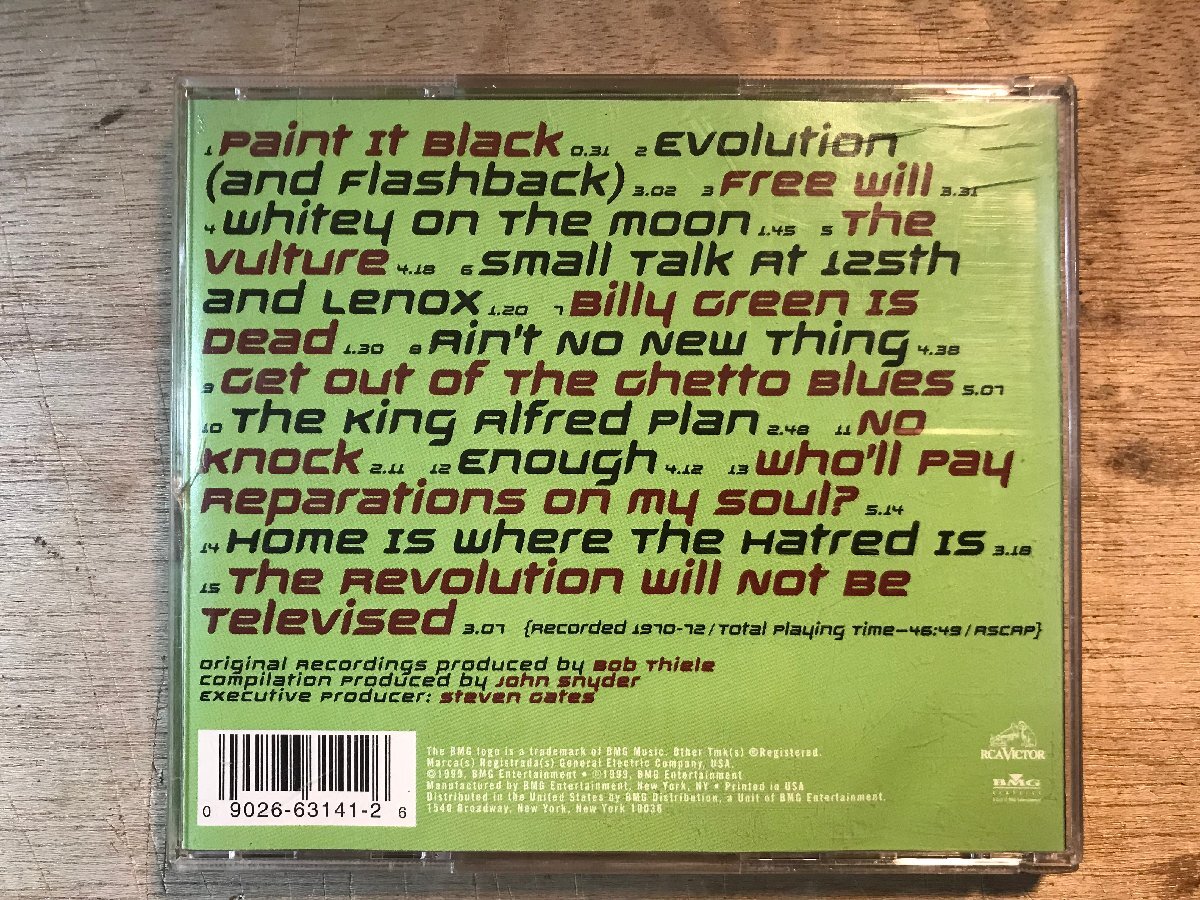 1 Paint It Black 0.31 2 Evolution
(and Flashback) 3.02 3 Free Will 3.31
4 Whitey on the Moon 1.45 5 The
Vulture 4.18 6 Small Talk At 125th
and Lenox 1.20 7 Billy Green Is
Dead 1.30 8 Ain't No New Thing 4.38
9 Get Out of the Ghetto Blues 5.07
10 The King Alfred Plan 2.48 11 No
Knock 2.11 12 Enough 4.12 13 Who'll Pay
Reparations on My Soul? 5.14
14 Home Is Where the Hatred Is 3.18
15 The Revolution Will Not Be
Televised 3.07 {Recorded 1970-72/Total Playing Time—46:49/ASCAP}
Original Recordings Produced by Bob Thiele
Compilation Produced by John Snyder
Executive Producer: Steven Gates
The BMG logo is a trademark of BMG Music. Other Tmk(s) ®Registered.
Marca(s) Registrada(s) General Electric Company, USA.
©1999, BMG Entertainment • ℗1999, BMG Entertainment
Manufactured by BMG Entertainment, New York, NY • Printed in USA
Distributed in the United States by BMG Distribution, a Unit of BMG Entertainment.
1540 Broadway, New York, New York 10036
0 9026-63141-2 6
RCA VICTOR
BMG
CLASSICS